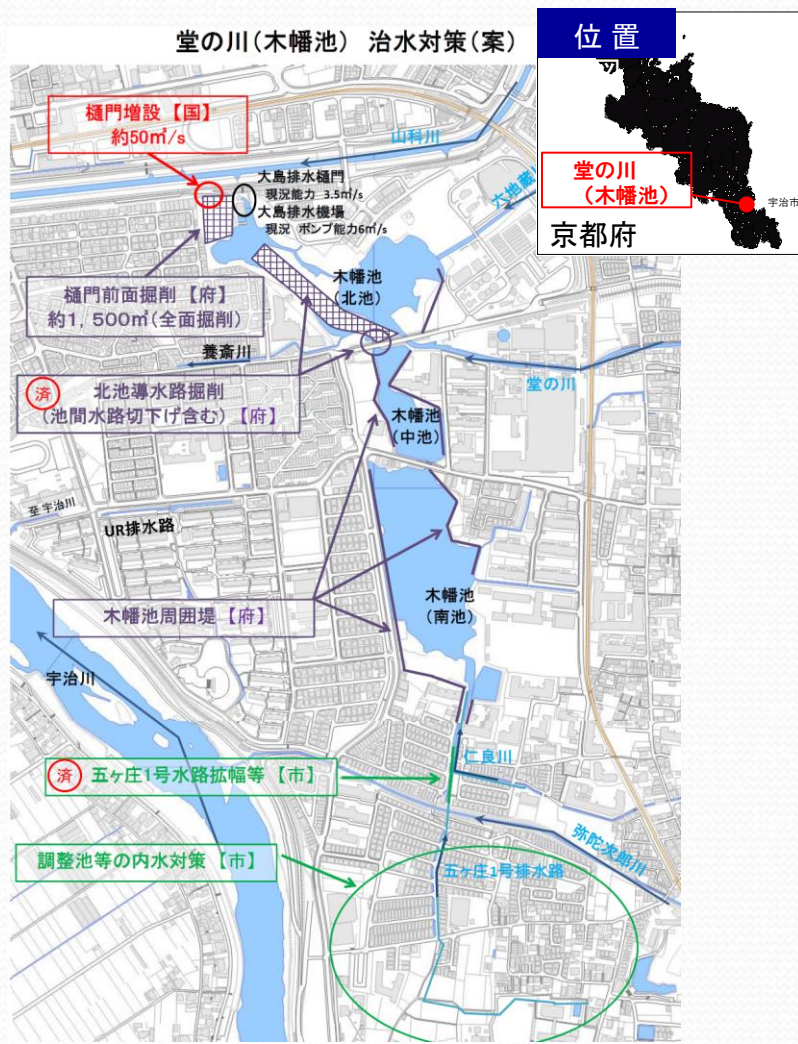 堂の川(木幡池) 治水対策(案)
位置
堂の川
(木幡池)
宇治市
京都府
樋門増設【国】
約50㎥/s
山科川
大島排水樋門
現況能力 3.5㎥/s
大島排水機場
現況 ポンプ能力6㎥/s
六地蔵
木幡池
(北池)
樋門前面掘削【府】
約1,500㎥(全面掘削)
養斎川
堂の川
済
北池導水路掘削
(池間水路切下げ含む)【府】
木幡池
(中池)
至 宇治川
UR排水路
木幡池
(南池)
木幡池周囲堤【府】
宇治川
仁良川
済
五ヶ庄1号水路拡幅等【市】
弥陀次郎川
調整池等の内水対策【市】
五ヶ庄1号排水路